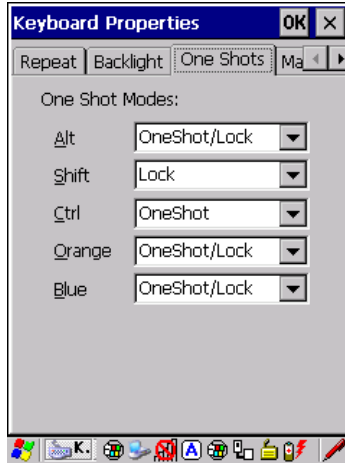 Keyboard Properties OK ×
Repeat Backlight One Shots Ma
One Shot Modes:
Alt OneShot/Lock
Shift Lock
Ctrl OneShot
Orange OneShot/Lock
Blue OneShot/Lock
K. A